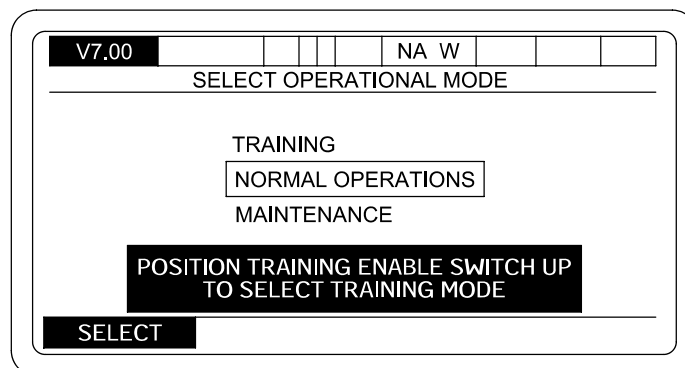 V7.00 NA W
SELECT OPERATIONAL MODE
TRAINING
NORMAL OPERATIONS
MAINTENANCE
POSITION TRAINING ENABLE SWITCH UP
TO SELECT TRAINING MODE
SELECT